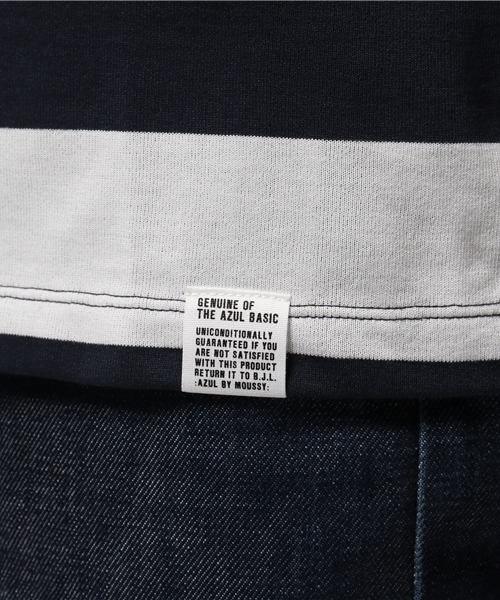 GENUINE OF
THE AZUL BASIC
UNICONDITIONALLY
GUARANTEED IF YOU
ARE NOT SATISFIED
WITH THIS PRODUCT
RETURN IT TO B.J.L.
:AZUL BY MOUSSY: